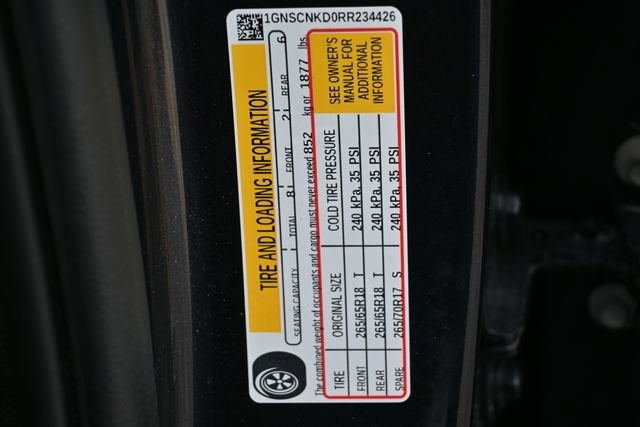 1GNSCNKD0RR234426
TIRE AND LOADING INFORMATION
SEATING CAPACITY TOTAL 8 FRONT 2 REAR 6
The combined weight of occupants and cargo must never exceed 852 kg or 1877 lbs.
TIRE ORIGINAL SIZE COLD TIRE PRESSURE
FRONT 265/65R18 T 240 kPa, 35 PSI
REAR 265/65R18 T 240 kPa, 35 PSI
SPARE 265/70R17 S 240 kPa, 35 PSI
SEE OWNER'S
MANUAL FOR
ADDITIONAL
INFORMATION